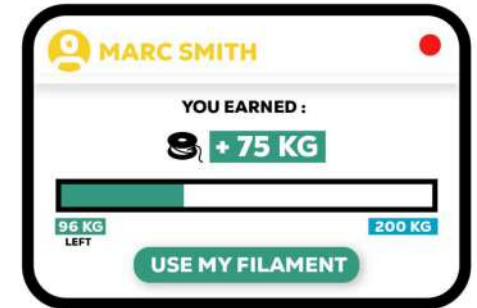 MARC SMITH
YOU EARNED :
+ 75 KG
96 KG 200 KG
LEFT
USE MY FILAMENT